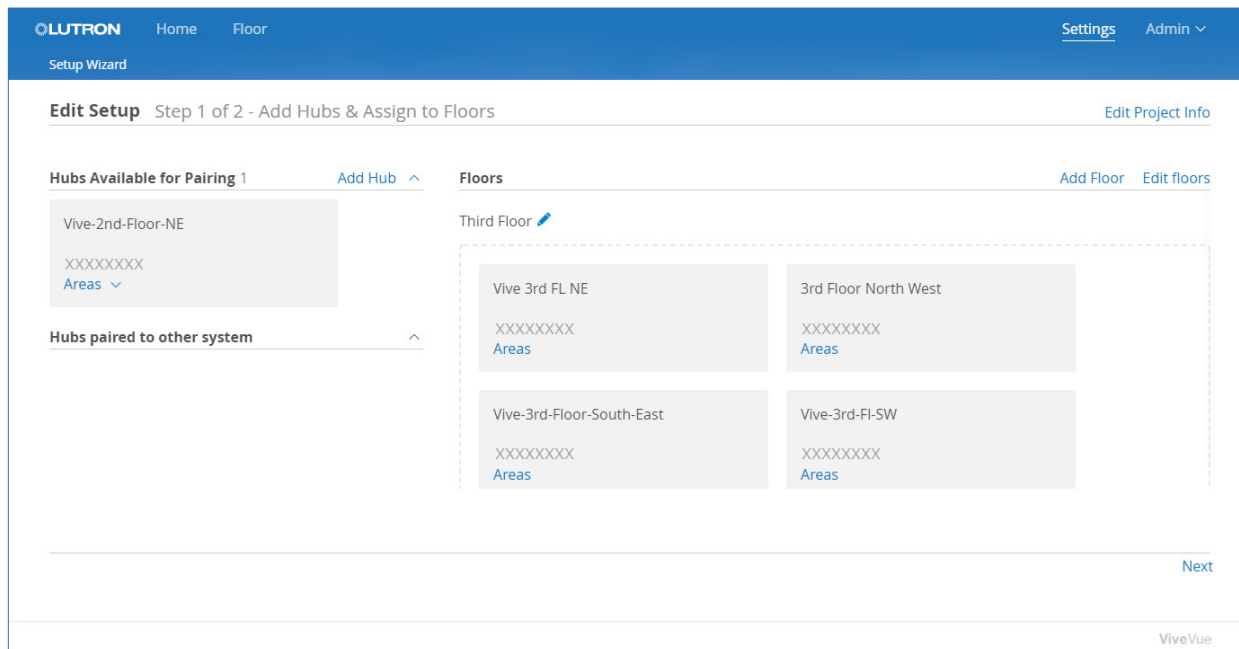 LUTRON Home Floor Settings Admin
Setup Wizard
Edit Setup Step 1 of 2 - Add Hubs & Assign to Floors Edit Project Info
Hubs Available for Pairing 1 Add Hub
Vive-2nd-Floor-NE
XXXXXXXX
Areas
Hubs paired to other system
Floors Add Floor Edit floors
Third Floor
Vive 3rd FL NE
XXXXXXXX
Areas
3rd Floor North West
XXXXXXXX
Areas
Vive-3rd-Floor-South-East
XXXXXXXX
Areas
Vive-3rd-Fl-SW
XXXXXXXX
Areas
Next
ViveVue